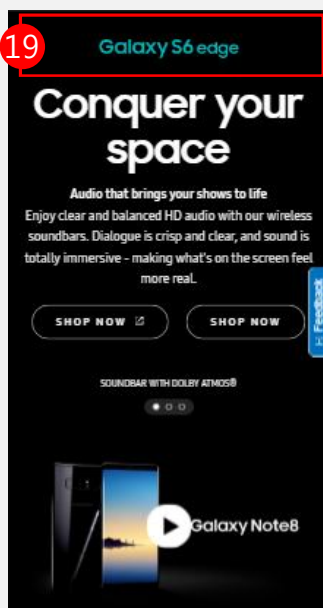 19
Galaxy S6 edge
Conquer your
space
Audio that brings your shows to life
Enjoy clear and balanced HD audio with our wireless
soundbars. Dialogue is crisp and clear, and sound is
totally immersive - making what's on the screen feel
more real.
SHOP NOW
SHOP NOW
Feedback
SOUNDBAR WITH DOLBY ATMOS®
Galaxy Note8